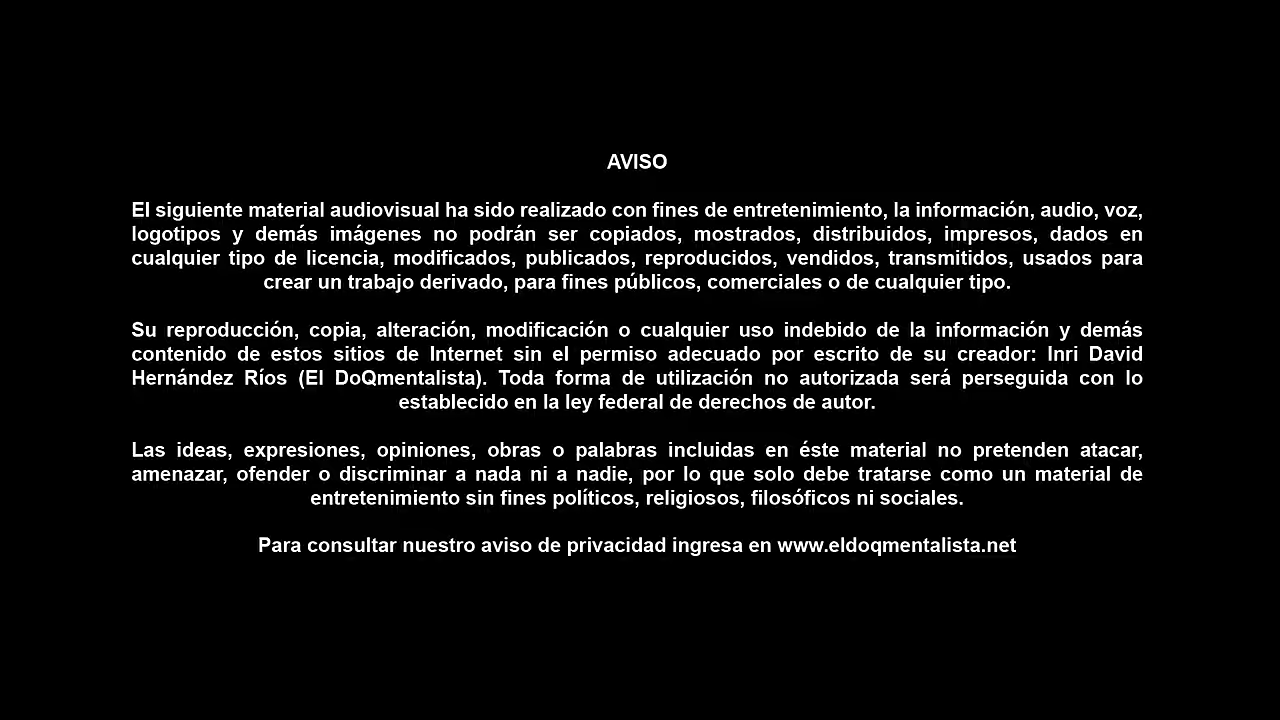 AVISO
El siguiente material audiovisual ha sido realizado con fines de entretenimiento, la información, audio, voz,
logotipos y demás imágenes no podrán ser copiados, mostrados, distribuidos, impresos, dados en
cualquier tipo de licencia, modificados, publicados, reproducidos, vendidos, transmitidos, usados para
crear un trabajo derivado, para fines públicos, comerciales o de cualquier tipo.
Su reproducción, copia, alteración, modificación o cualquier uso indebido de la información y demás
contenido de estos sitios de Internet sin el permiso adecuado por escrito de su creador: Inri David
Hernández Ríos (El DoQmentalista). Toda forma de utilización no autorizada será perseguida con lo
establecido en la ley federal de derechos de autor.
Las ideas, expresiones, opiniones, obras o palabras incluidas en éste material no pretenden atacar,
amenazar, ofender o discriminar a nada ni a nadie, por lo que solo debe tratarse como un material de
entretenimiento sin fines políticos, religiosos, filosóficos ni sociales.
Para consultar nuestro aviso de privacidad ingresa en www.eldoqmentalista.net